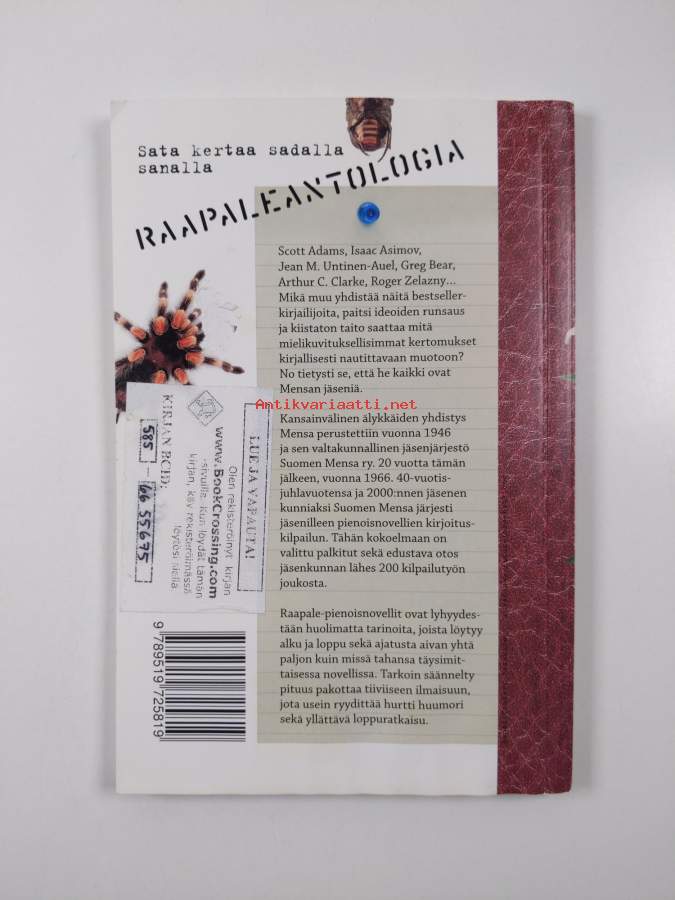 Sata kertaa sadalla
sanalla
RAAPALEANTOLOGIA
Scott Adams, Isaac Asimov,
Jean M. Untinen-Auel, Greg Bear,
Arthur C. Clarke, Roger Zelazny...
Mikä muu yhdistää näitä bestseller-
kirjailijoita, paitsi ideoiden runsaus
ja kiistaton taito saattaa mitä
mielikuvituksellisimmat kertomukset
kirjallisesti nautittavaan muotoon?
No tietysti se, että he kaikki ovat
Mensan jäseniä.
Antikvariaatti.net
Kansainvälinen älykkäiden yhdistys
Mensa perustettiin vuonna 1946
ja sen valtakunnallinen jäsenjärjestö
Suomen Mensa ry. 20 vuotta tämän
jälkeen, vuonna 1966. 40-vuotis-
juhlavuotensa ja 2000:nnen jäsenen
kunniaksi Suomen Mensa järjesti
jäsenilleen pienoisnovellien kirjoitus-
kilpailun. Tähän kokoelmaan on
valittu palkitut sekä edustava otos
jäsenkunnan lähes 200 kilpailutyön
joukosta.
Raapale-pienoisnovellit ovat lyhyydes-
tään huolimatta tarinoita, joista löytyy
alku ja loppu sekä ajatusta aivan yhtä
paljon kuin missä tahansa täysimit-
taisessa novellissa. Tarkoin säännelty
pituus pakottaa tiiviiseen ilmaisuun,
jota usein ryydittää hurtti huumori
sekä yllättävä loppuratkaisu.
LUE JA VAPAUTA!
Olen rekisteröinyt kirjan
www.BookCrossing.com
-sivuilla. Kun löydät tämän
kirjan, käy rekisteröimässä
löytösi siellä
KIRJAN BCID:
585 - 6655675
9 789519 725819